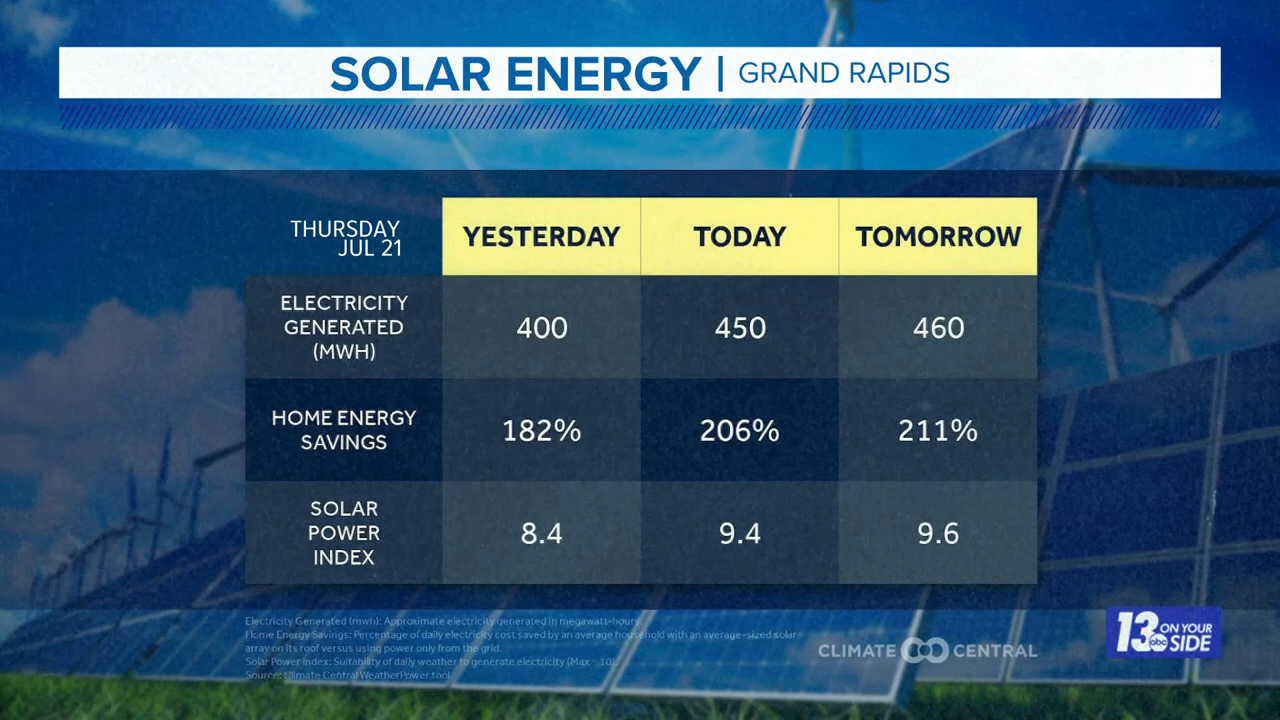 SOLAR ENERGY | GRAND RAPIDS
THURSDAY
JUL 21
YESTERDAY TODAY TOMORROW
ELECTRICITY
GENERATED
(MWH)
400 450 460
HOME ENERGY
SAVINGS
182% 206% 211%
SOLAR
POWER
INDEX
8.4 9.4 9.6
Electricity Generated (mwh): Approximate electricity generated in megawatt-hours.
Home Energy Savings: Percentage of daily electricity cost saved by an average household with an average-sized solar
array on its roof versus using power only from the grid.
Solar Power Index: Suitability of daily weather to generate electricity (Max = 10).
Source: Climate Central WeatherPower tool
CLIMATE CENTRAL
13 abc ON YOUR
SIDE